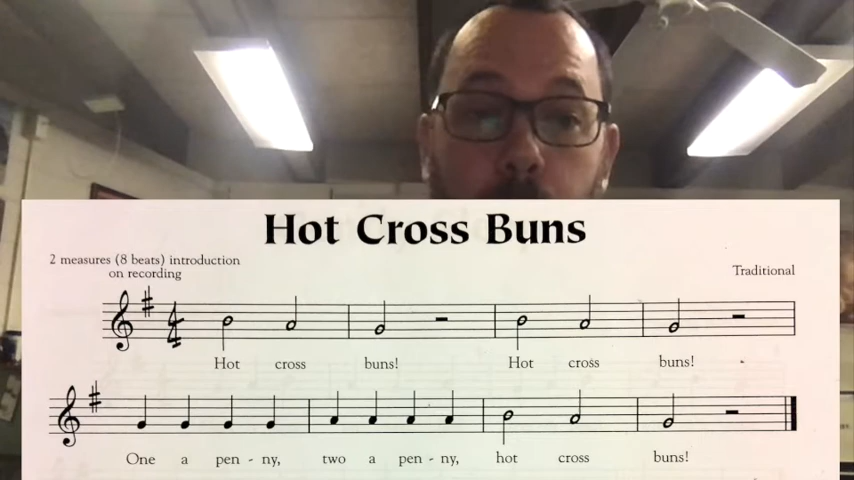 Hot Cross Buns
2 measures (8 beats) introduction
on recording
Traditional
Hot cross buns! Hot cross buns!
One a pen - ny, two a pen - ny, hot cross buns!